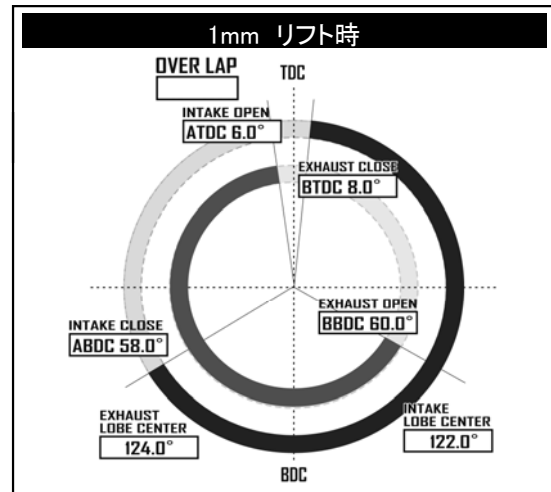 1mm リフト時
OVER LAP
TDC
INTAKE OPEN
ATDC 6.0°
EXHAUST CLOSE
BTDC 8.0°
EXHAUST OPEN
BBDC 60.0°
INTAKE CLOSE
ABDC 58.0°
EXHAUST
LOBE CENTER
124.0°
INTAKE
LOBE CENTER
122.0°
BDC